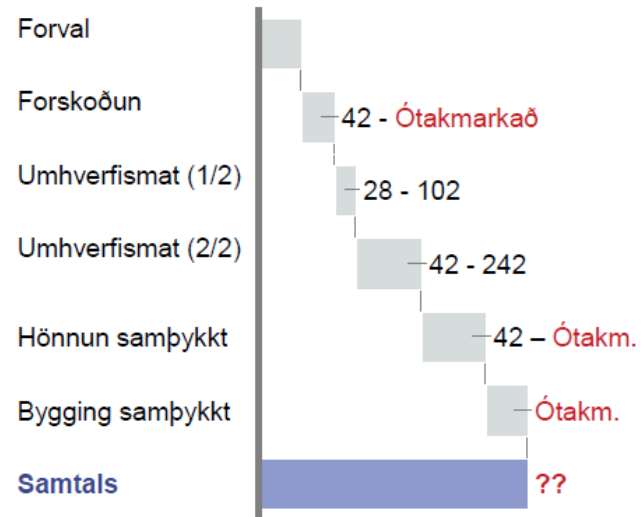 Forval
Forskoðun
42 - Ótakmarkað
Umhverfismat (1/2)
28 - 102
Umhverfismat (2/2)
42 - 242
Hönnun samþykkt
42 – Ótakm.
Bygging samþykkt
Ótakm.
Samtals
??